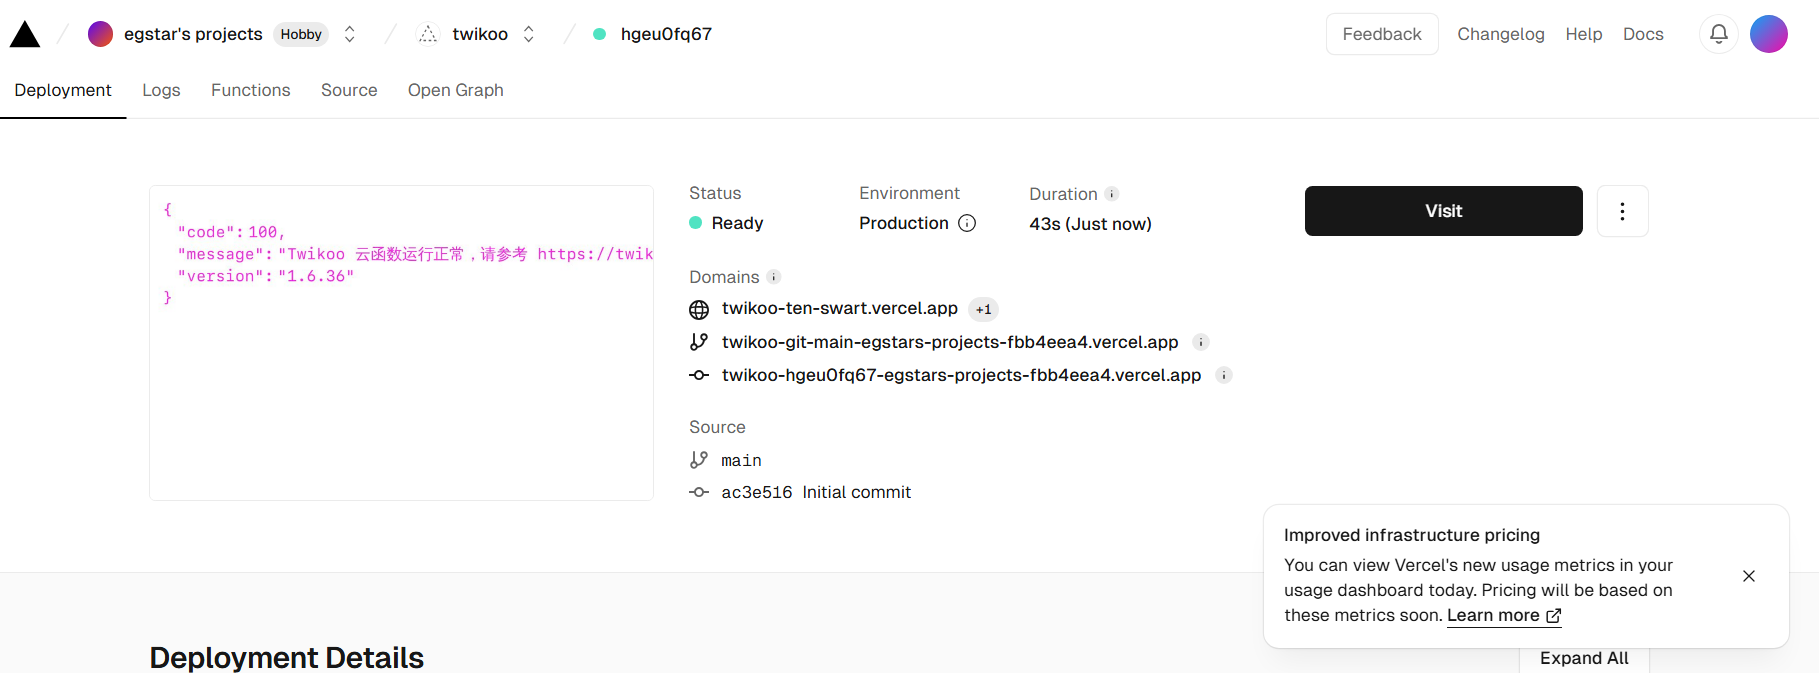 egstar's projects Hobby twikoo hgeu0fq67 Feedback Changelog Help Docs
Deployment Logs Functions Source Open Graph
{
"code": 100,
"message": "Twikoo 云函数运行正常，请参考 https://twik
"version": "1.6.36"
}
Status Environment Duration
Ready Production 43s (Just now)
Visit
Domains
twikoo-ten-swart.vercel.app +1
twikoo-git-main-egstars-projects-fbb4eea4.vercel.app
twikoo-hgeu0fq67-egstars-projects-fbb4eea4.vercel.app
Source
main
ac3e516 Initial commit
Improved infrastructure pricing
You can view Vercel's new usage metrics in your
usage dashboard today. Pricing will be based on
these metrics soon. Learn more
Deployment Details
Expand All